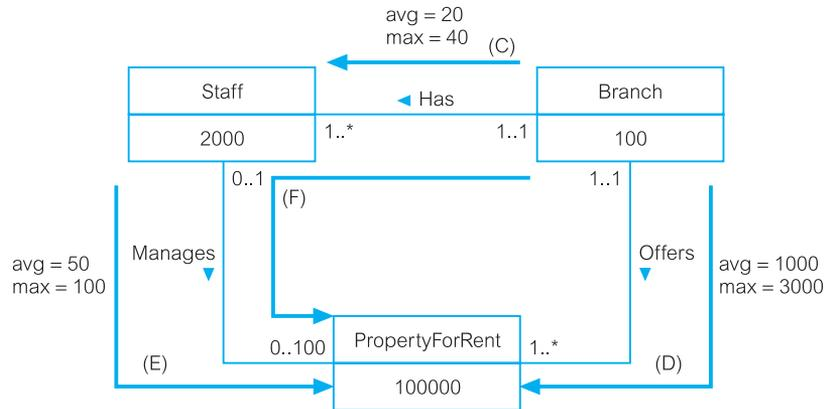 avg = 20
max = 40
(C)
Staff
◄ Has
Branch
2000
1..*
1..1
100
0..1
(F)
1..1
Manages
Offers
avg = 50
max = 100
avg = 1000
max = 3000
0..100
PropertyForRent
1..*
(E)
100000
(D)